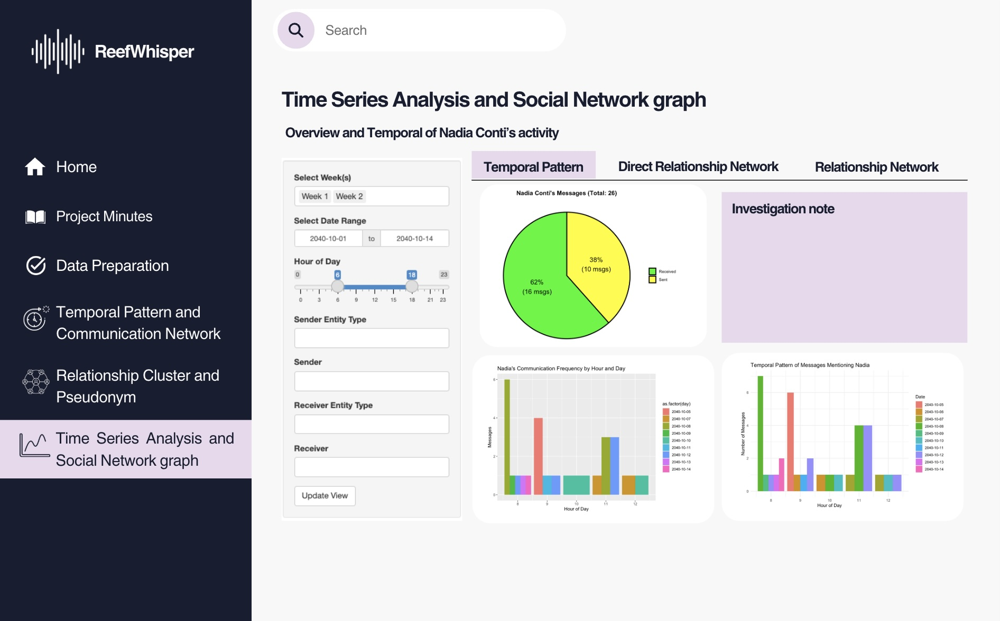 ReefWhisper
Search
Home
Project Minutes
Data Preparation
Temporal Pattern and
Communication Network
Relationship Cluster and
Pseudonym
Time Series Analysis and
Social Network graph
Time Series Analysis and Social Network graph
Overview and Temporal of Nadia Conti’s activity
Select Week(s)
Week 1 Week 2
Select Date Range
2040-10-01 to 2040-10-14
Hour of Day
0 6 18 23
0 3 6 9 12 15 18 21 23
Sender Entity Type
Sender
Receiver Entity Type
Receiver
Update View
Temporal Pattern Direct Relationship Network Relationship Network
Nadia Conti's Messages (Total: 26)
38%
(10 msgs)
62%
(16 msgs)
Received
Sent
Investigation note
Nadia's Communication Frequency by Hour and Day
Messages
6
4
2
0
8 9 10 11 12
Hour of Day
as.factor(day)
2040-10-05
2040-10-07
2040-10-08
2040-10-09
2040-10-10
2040-10-11
2040-10-12
2040-10-13
2040-10-14
Temporal Pattern of Messages Mentioning Nadia
Number of Messages
6
4
2
0
8 9 10 11 12
Hour of Day
Date
2040-10-05
2040-10-06
2040-10-07
2040-10-08
2040-10-09
2040-10-10
2040-10-11
2040-10-12
2040-10-13
2040-10-14